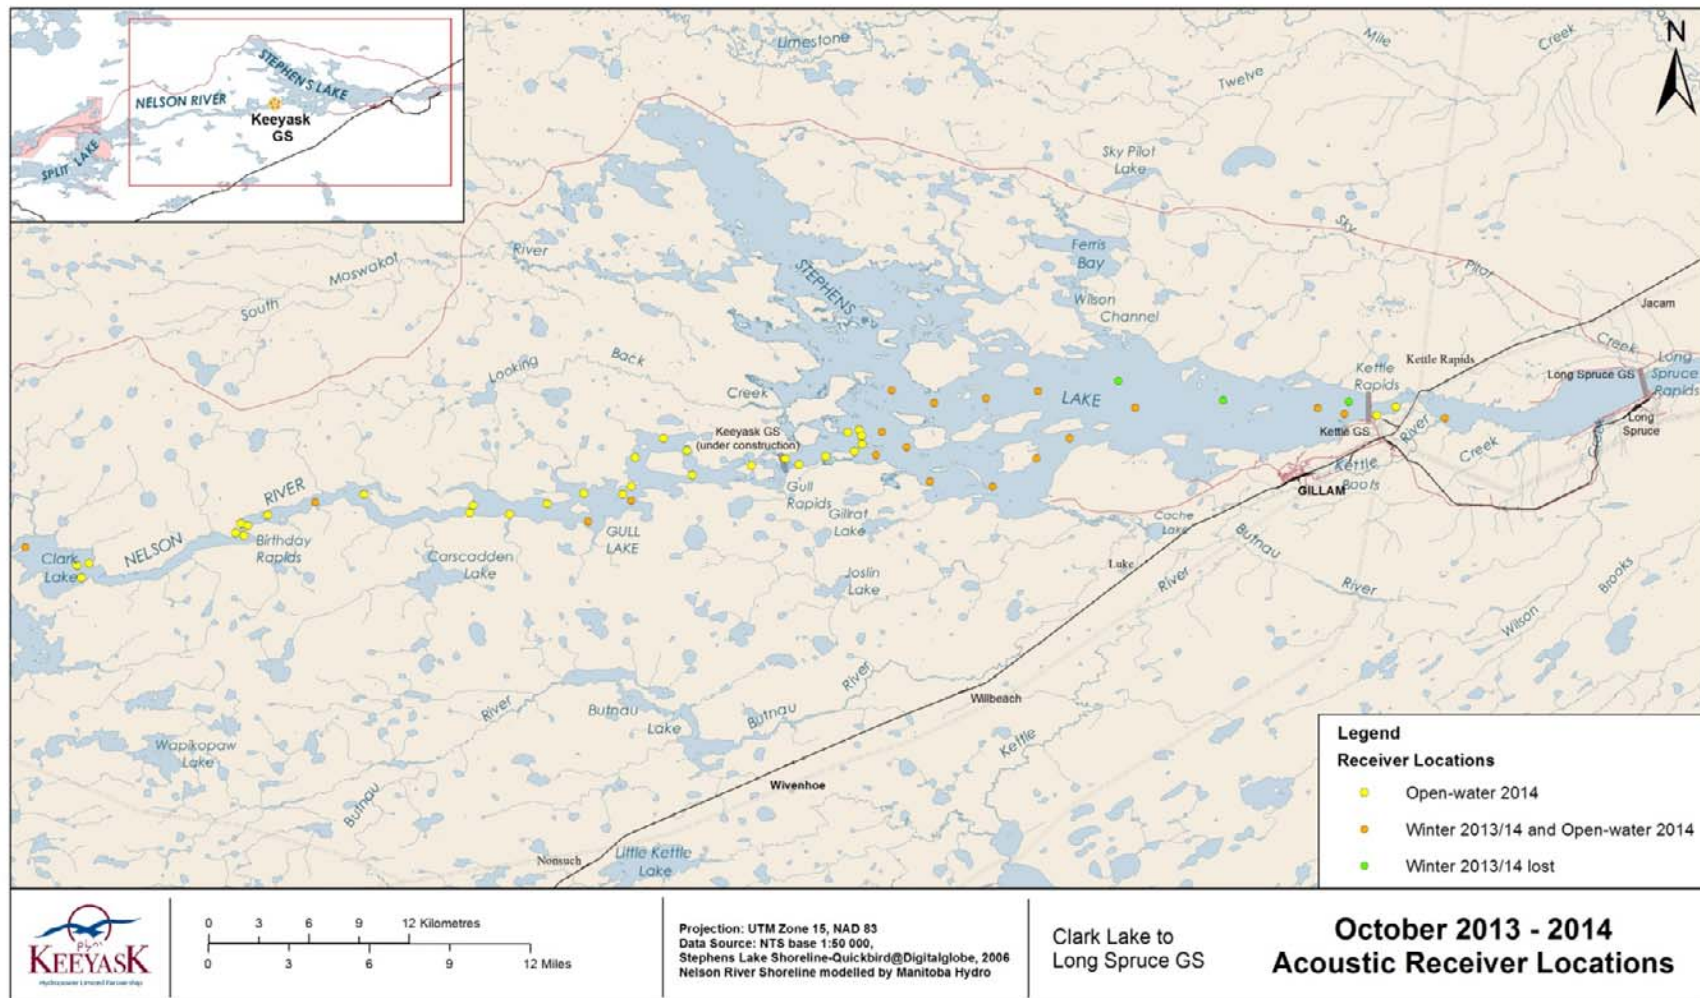 NELSON RIVER
STEPHENS LAKE
Keeyask
GS
SPLIT LAKE
Limestone
Twelve
Mile
Creek
N
Sky Pilot
Lake
Sky
Pilot
Creek
South
Moswakot
River
STEPHENS
LAKE
Ferris
Bay
Wilson
Channel
Jacam
Kettle Rapids
Kettle
Rapids
Long Spruce GS
Long
Spruce
Rapids
Long
Spruce
Looking
Back
Creek
Keeyask GS
(under construction)
Kettle GS
River
Creek
Kettle
Boots
GILLAM
Gull
Rapids
Gillrat
Lake
Cache
Lake
GULL
LAKE
NELSON
RIVER
Birthday
Rapids
Clark
Lake
Carscadden
Lake
Joslin
Lake
Luke
Butnau
River
River
Wilson
Brooks
Butnau
River
Butnau
Lake
Butnau
River
Willbeach
Kettle
Wapikopaw
Lake
Wivenhoe
Nonsuch
Little Kettle
Lake
Legend
Receiver Locations
Open-water 2014
Winter 2013/14 and Open-water 2014
Winter 2013/14 lost
KEEYASK
Hydropower Limited Partnership
0 3 6 9 12 Kilometres
0 3 6 9 12 Miles
Projection: UTM Zone 15, NAD 83
Data Source: NTS base 1:50 000,
Stephens Lake Shoreline-Quickbird@Digitalglobe, 2006
Nelson River Shoreline modelled by Manitoba Hydro
Clark Lake to
Long Spruce GS
October 2013 - 2014
Acoustic Receiver Locations